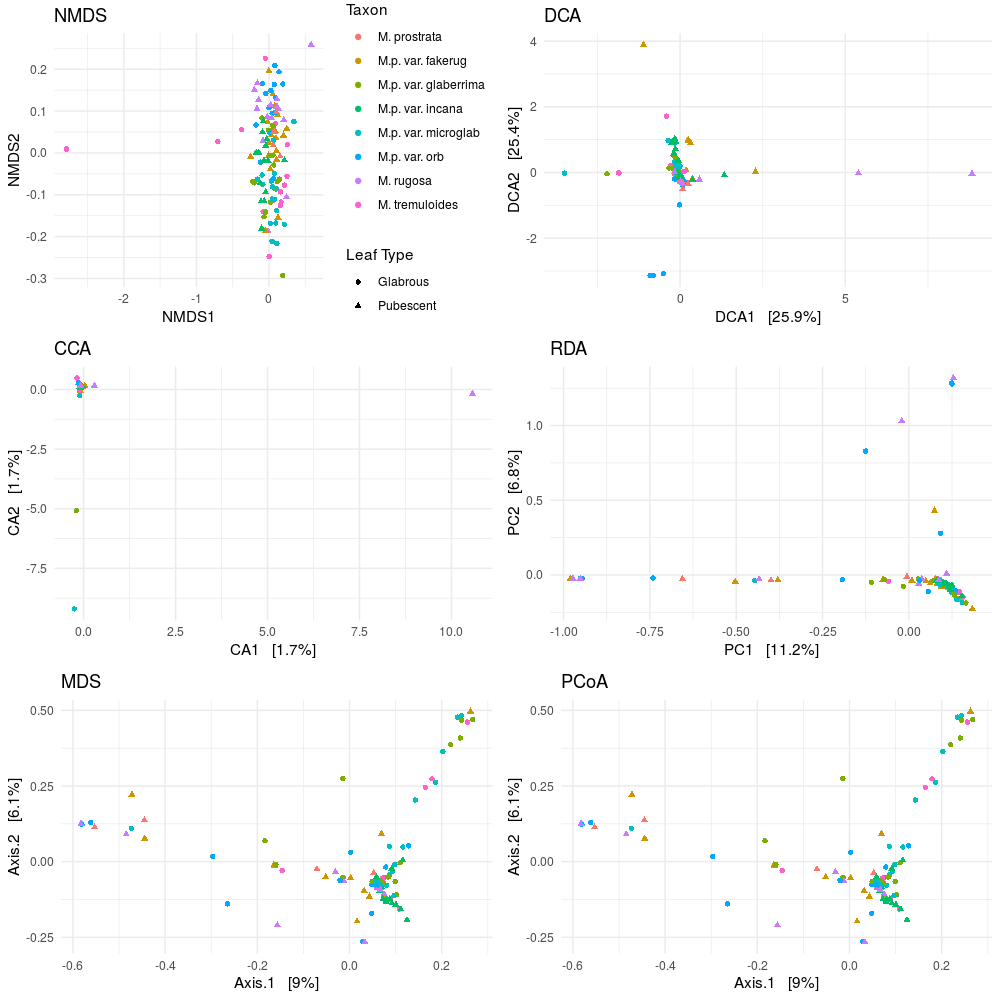 NMDS
NMDS2
0.2
0.1
0.0
-0.1
-0.2
-0.3
-2
-1
0
NMDS1
Taxon
M. prostrata
M.p. var. fakerug
M.p. var. glaberrima
M.p. var. incana
M.p. var. microglab
M.p. var. orb
M. rugosa
M. tremuloides
Leaf Type
Glabrous
Pubescent
DCA
DCA2 [25.4%]
4
2
0
-2
0
5
DCA1 [25.9%]
CCA
CA2 [1.7%]
0.0
-2.5
-5.0
-7.5
0.0
2.5
5.0
7.5
10.0
CA1 [1.7%]
RDA
PC2 [6.8%]
1.0
0.5
0.0
-1.00
-0.75
-0.50
-0.25
0.00
PC1 [11.2%]
MDS
Axis.2 [6.1%]
0.50
0.25
0.00
-0.25
-0.6
-0.4
-0.2
0.0
0.2
Axis.1 [9%]
PCoA
Axis.2 [6.1%]
0.50
0.25
0.00
-0.25
-0.6
-0.4
-0.2
0.0
0.2
Axis.1 [9%]